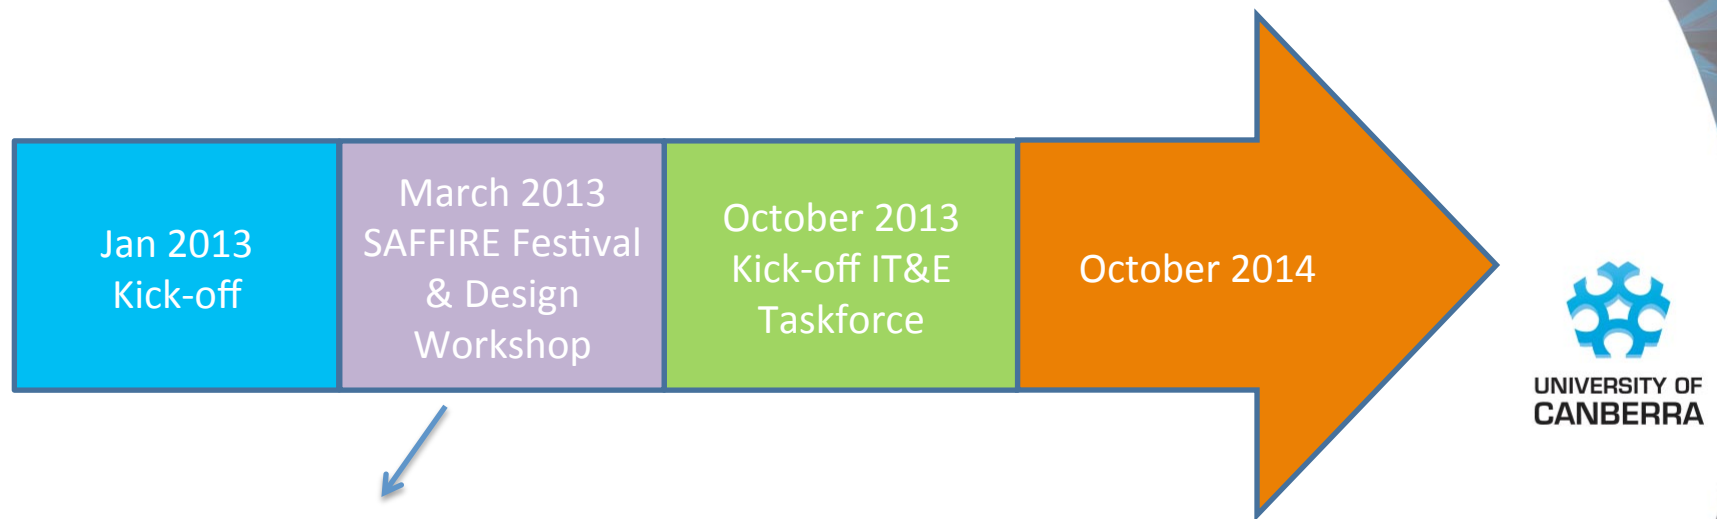 Jan 2013
Kick-off
March 2013
SAFFIRE Festival
& Design
Workshop
October 2013
Kick-off IT&E
Taskforce
October 2014
UNIVERSITY OF
CANBERRA